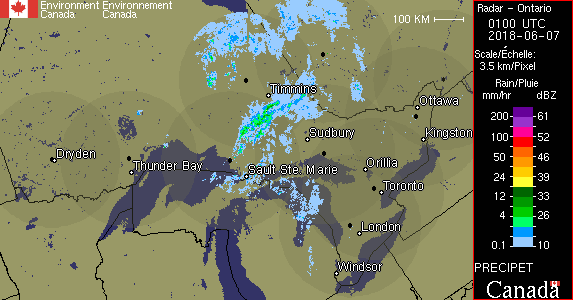 Environment Environnement
Canada Canada
100 KM
Radar - Ontario
0100 UTC
2018-06-07
Scale/Échelle:
3.5 km/Pixel
Rain/Pluie
mm/hr dBZ
200 61
100 52
50 46
24 39
12 33
4 26
0.1 10
PRECIPET
Canada
Timmins
Ottawa
Sudbury
Kingston
Dryden
Thunder Bay
Sault Ste. Marie
Orillia
Toronto
London
Windsor